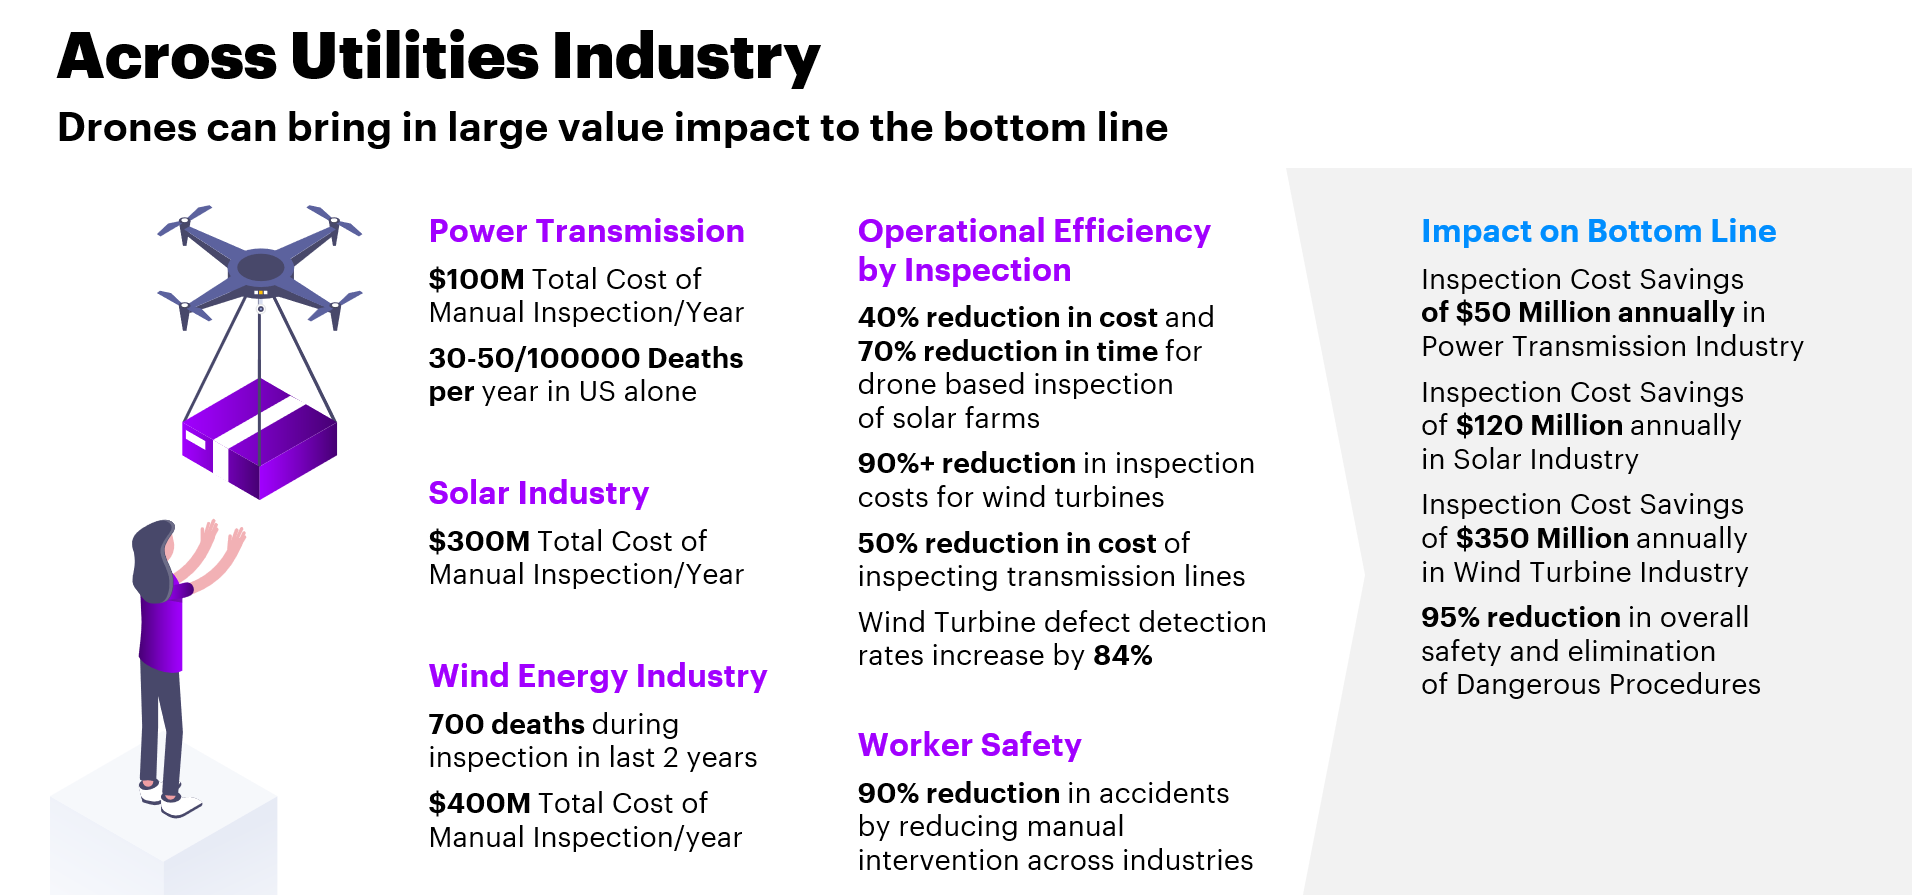 Across Utilities Industry
Drones can bring in large value impact to the bottom line
Power Transmission
$100M Total Cost of
Manual Inspection/Year
30-50/100000 Deaths
per year in US alone
Solar Industry
$300M Total Cost of
Manual Inspection/Year
Wind Energy Industry
700 deaths during
inspection in last 2 years
$400M Total Cost of
Manual Inspection/year
Operational Efficiency
by Inspection
40% reduction in cost and
70% reduction in time for
drone based inspection
of solar farms
90%+ reduction in inspection
costs for wind turbines
50% reduction in cost of
inspecting transmission lines
Wind Turbine defect detection
rates increase by 84%
Worker Safety
90% reduction in accidents
by reducing manual
intervention across industries
Impact on Bottom Line
Inspection Cost Savings
of $50 Million annually in
Power Transmission Industry
Inspection Cost Savings
of $120 Million annually
in Solar Industry
Inspection Cost Savings
of $350 Million annually
in Wind Turbine Industry
95% reduction in overall
safety and elimination
of Dangerous Procedures